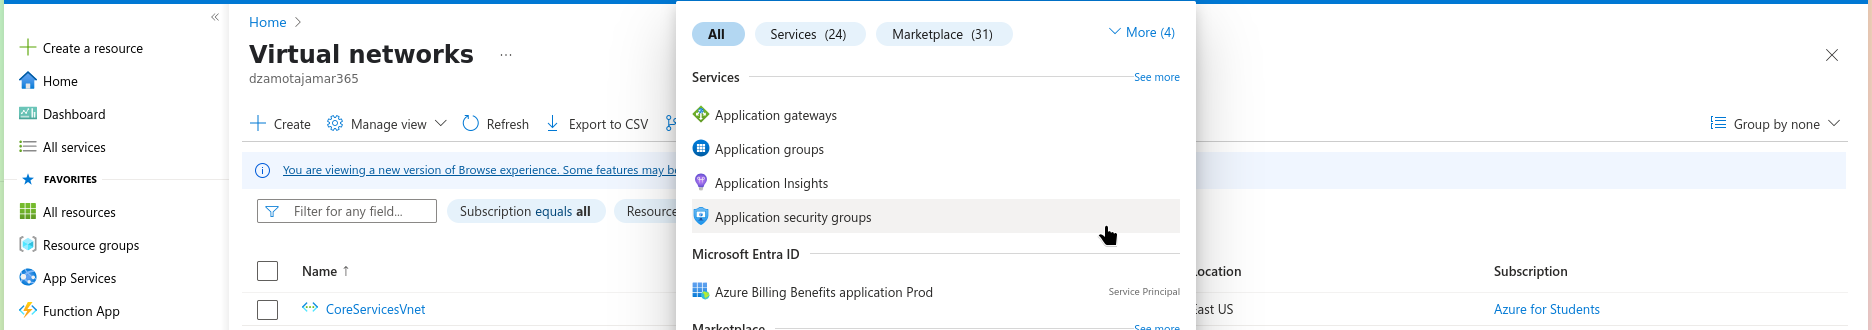 «
Create a resource
Home
Dashboard
All services
FAVORITES
All resources
Resource groups
App Services
Function App
Home >
Virtual networks ...
dzamotajamar365
Create Manage view Refresh Export to CSV
Group by none
You are viewing a new version of Browse experience. Some features may be
Filter for any field... Subscription equals all Resource
Name ↑
Location Subscription
CoreServicesVnet
East US Azure for Students
All Services (24) Marketplace (31) More (4)
Services See more
Application gateways
Application groups
Application Insights
Application security groups
Microsoft Entra ID
Azure Billing Benefits application Prod Service Principal
Marketplace See more